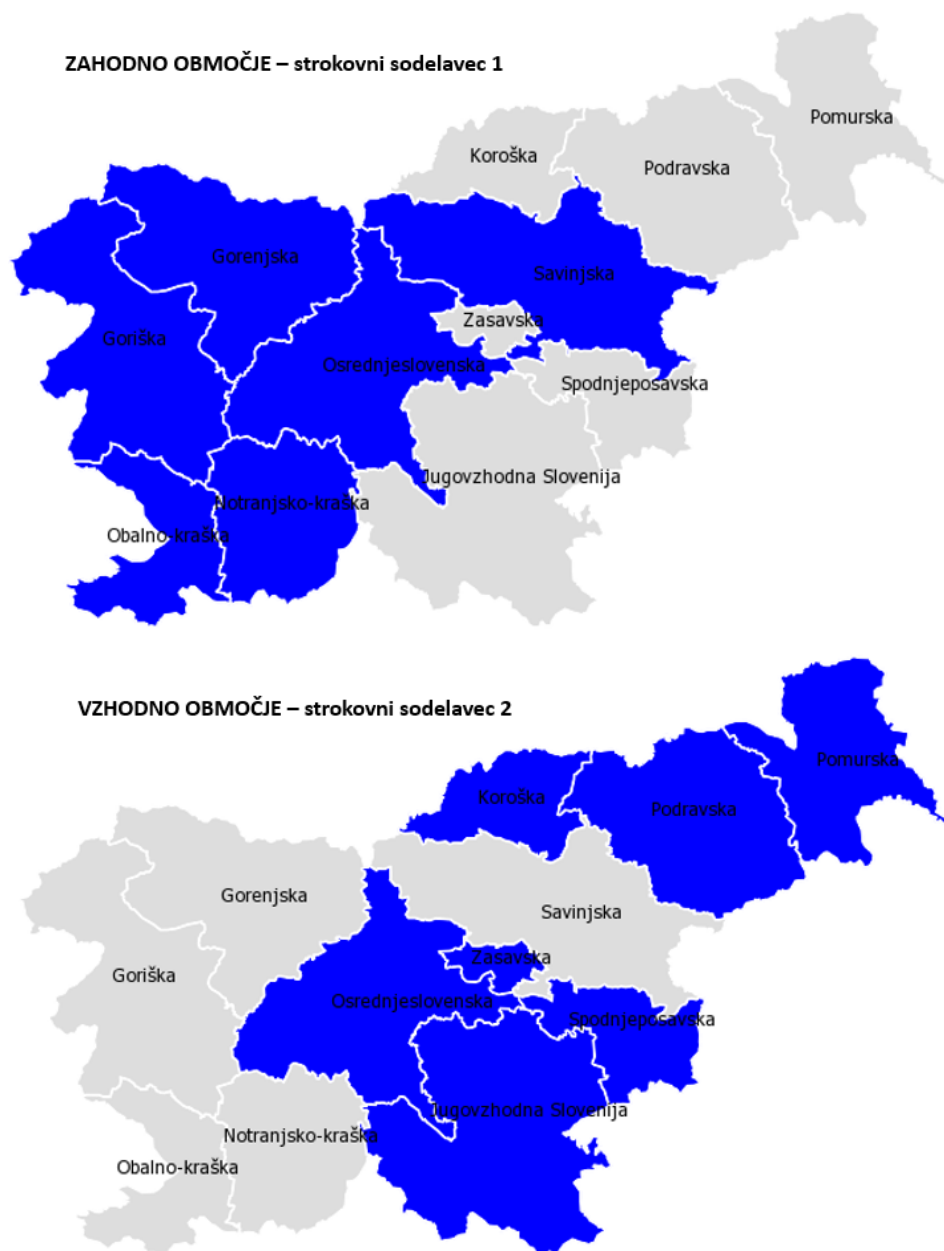 ZAHODNO OBMOČJE – strokovni sodelavec 1
Pomurska
Koroška
Podravska
Gorenjska
Savinjska
Zasavska
Goriška
Osrednjeslovenska
Spodnjeposavska
Jugovzhodna Slovenija
Notranjsko-kraška
Obalno-kraška
VZHODNO OBMOČJE – strokovni sodelavec 2
Pomurska
Koroška
Podravska
Gorenjska
Savinjska
Zasavska
Goriška
Osrednjeslovenska
Spodnjeposavska
Jugovzhodna Slovenija
Notranjsko-kraška
Obalno-kraška